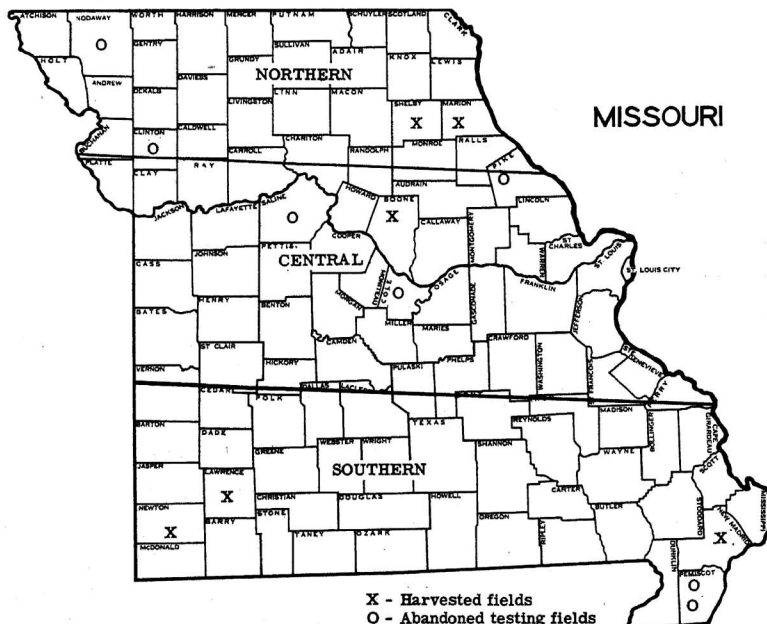 ATCHISON
NODAWAY
WORTH
HARRISON
MERCER
PUTNAM
SCHUYLER
SCOTLAND
CLARK
O
GENTRY
SULLIVAN
ADAIR
KNOX
LEWIS
HOLT
ANDREW
DEKALB
DAVIESS
GRUNDY
NORTHERN
LINN
MACON
LIVINGSTON
SHELBY
MARION
X
X
MISSOURI
BUCHANAN
CLINTON
O
CALDWELL
CARROLL
CHARITON
RANDOLPH
MONROE
RALLS
PIKE
O
PLATTE
CLAY
RAY
HOWARD
BOONE
AUDRAIN
LINCOLN
JACKSON
LAFAYETTE
SALINE
O
X
CALLAWAY
MONTGOMERY
WARREN
ST CHARLES
ST. LOUIS
ST. LOUIS CITY
CASS
JOHNSON
PETTIS
COOPER
CENTRAL
MONITEAU
COLE
O
OSAGE
GASCONADE
FRANKLIN
JEFFERSON
BATES
HENRY
BENTON
MORGAN
MILLER
MARIES
CAMDEN
CRAWFORD
WASHINGTON
STE. GENEVIEVE
ST CLAIR
HICKORY
PULASKI
PHELPS
ST FRANCOIS
PERRY
VERNON
CEDAR
POLK
DALLAS
LACLEDE
DENT
MADISON
BOLLINGER
CAPE GIRARDEAU
BARTON
DADE
TEXAS
REYNOLDS
JASPER
GREENE
WEBSTER
WRIGHT
SHANNON
WAYNE
SCOTT
LAWRENCE
X
SOUTHERN
NEWTON
X
CHRISTIAN
DOUGLAS
HOWELL
CARTER
BUTLER
STODDARD
MISSISSIPPI
MCDONALD
BARRY
STONE
TANEY
OZARK
OREGON
RIPLEY
NEW MADRID
X
DUNKLIN
PEMISCOT
O
O
X - Harvested fields
O - Abandoned testing fields